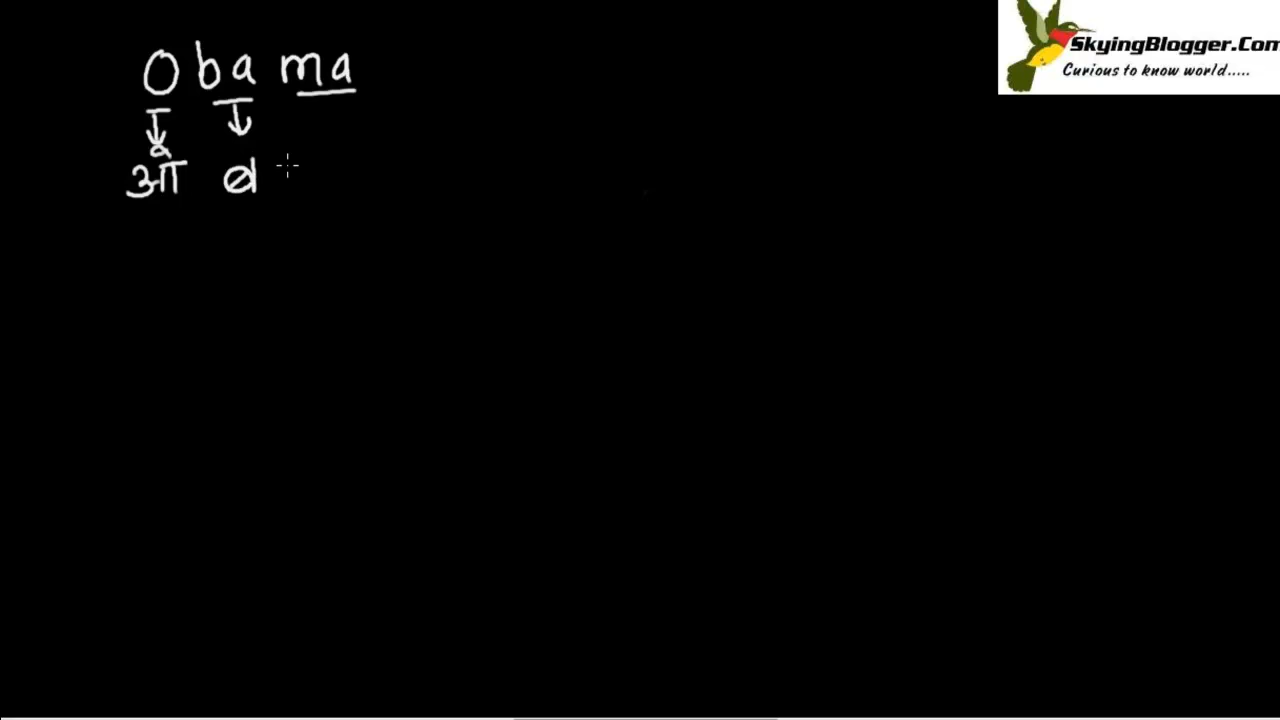 Obama
ओ ब
SkyingBlogger.Com
Curious to know world.....